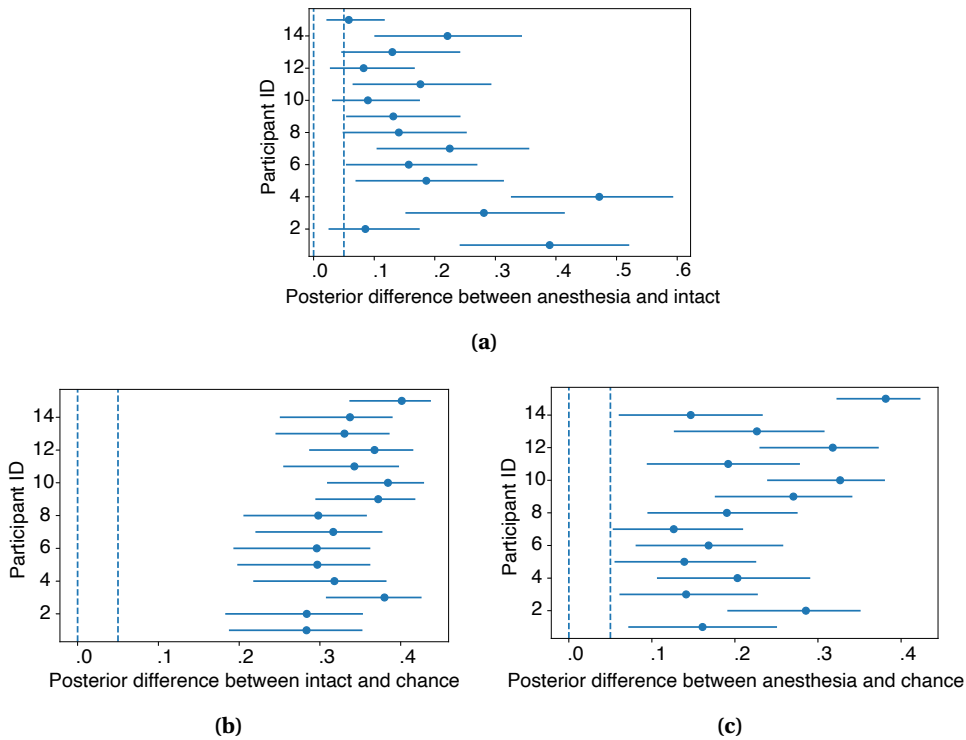 Participant ID
14
12
10
8
6
4
2
.0 .1 .2 .3 .4 .5 .6
Posterior difference between anesthesia and intact
(a)
Participant ID
14
12
10
8
6
4
2
.0 .1 .2 .3 .4
Posterior difference between intact and chance
(b)
Participant ID
14
12
10
8
6
4
2
.0 .1 .2 .3 .4
Posterior difference between anesthesia and chance
(c)